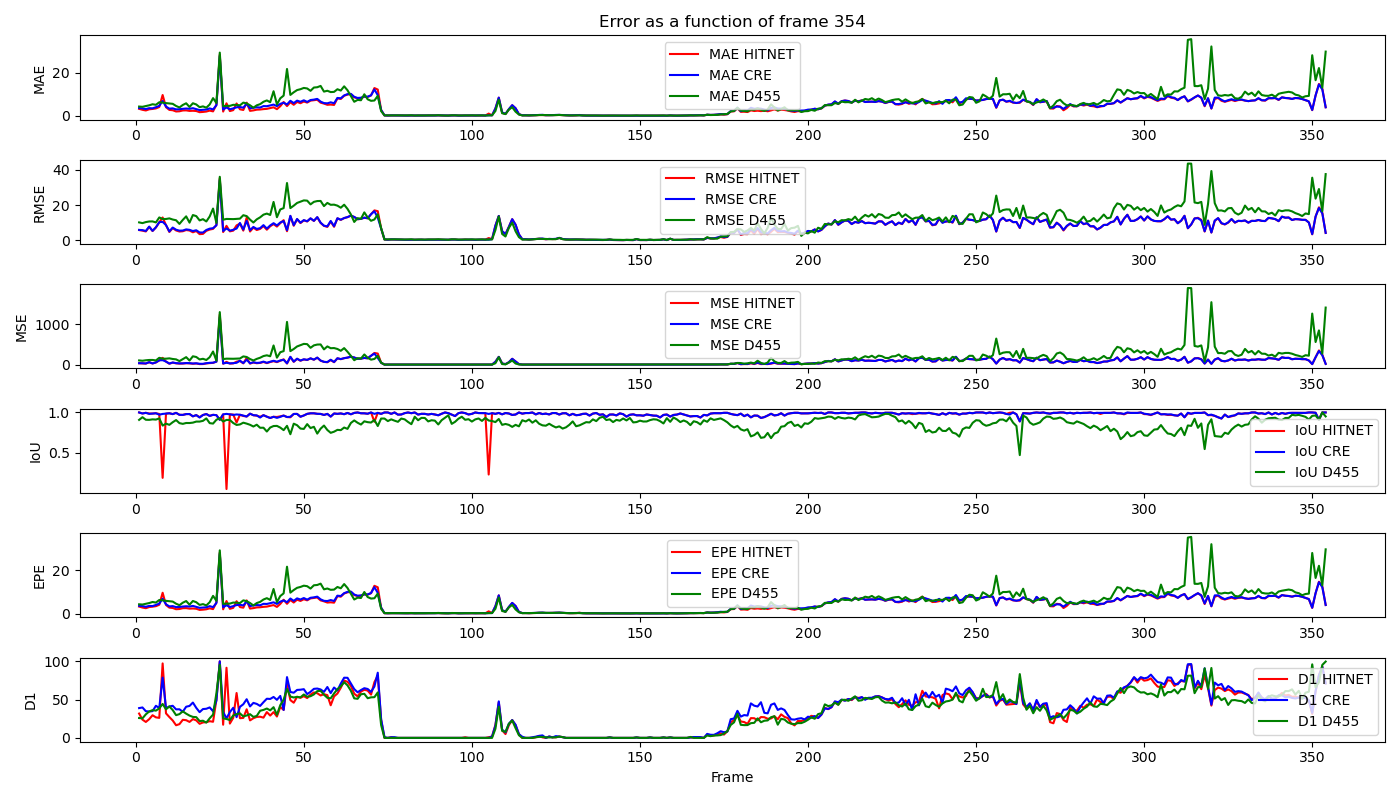 Error as a function of frame 354
MAE
20
0
MAE HITNET
MAE CRE
MAE D455
0 50 100 150 200 250 300 350
RMSE
40
20
0
RMSE HITNET
RMSE CRE
RMSE D455
0 50 100 150 200 250 300 350
MSE
1000
0
MSE HITNET
MSE CRE
MSE D455
0 50 100 150 200 250 300 350
IoU
1.0
0.5
IoU HITNET
IoU CRE
IoU D455
0 50 100 150 200 250 300 350
EPE
20
0
EPE HITNET
EPE CRE
EPE D455
0 50 100 150 200 250 300 350
D1
100
50
0
D1 HITNET
D1 CRE
D1 D455
0 50 100 150 200 250 300 350
Frame